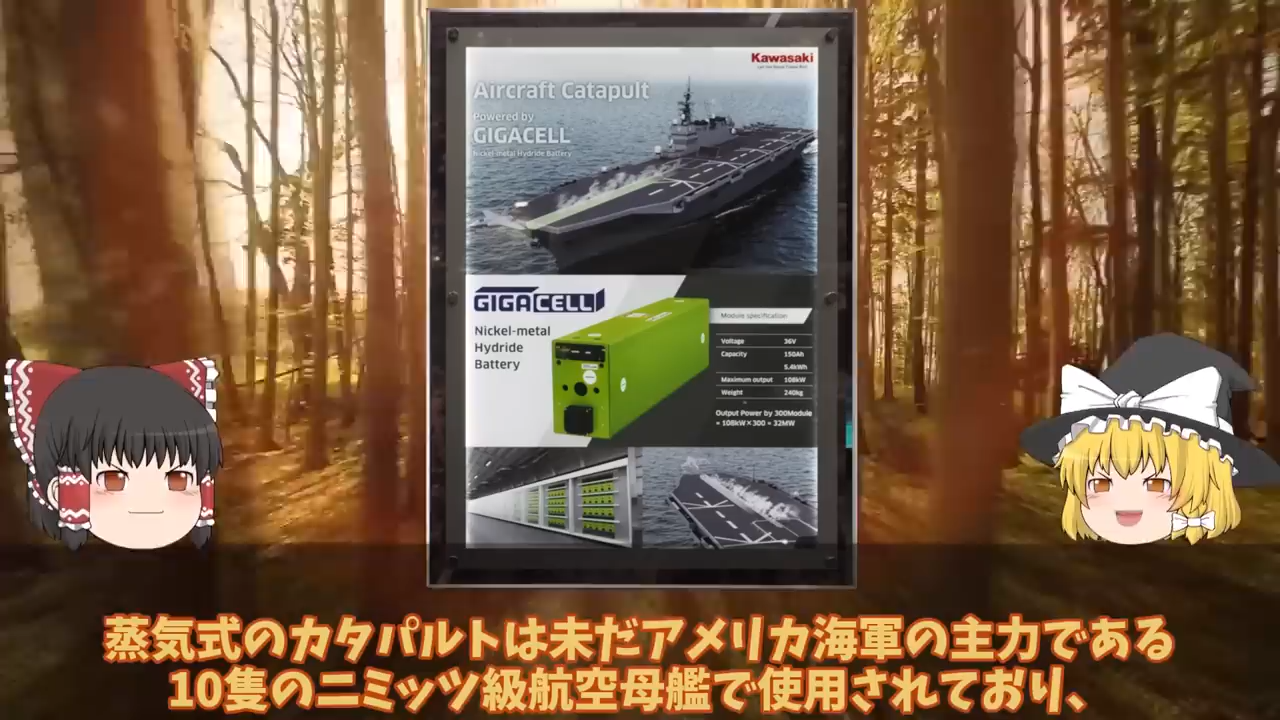 Kawasaki
Aircraft Catapult
Powered by
GIGACELL
Nickel-metal Hydride Battery
GIGACELL
Nickel-metal
Hydride
Battery
Module specification
Voltage 36V
Capacity 150Ah
5.4kWh
Maximum output 108kW
Weight 240kg
Output Power by 300Module
= 108kW×300 = 32MW
蒸気式のカタパルトは未だアメリカ海軍の主力である
10隻のニミッツ級航空母艦で使用されており、